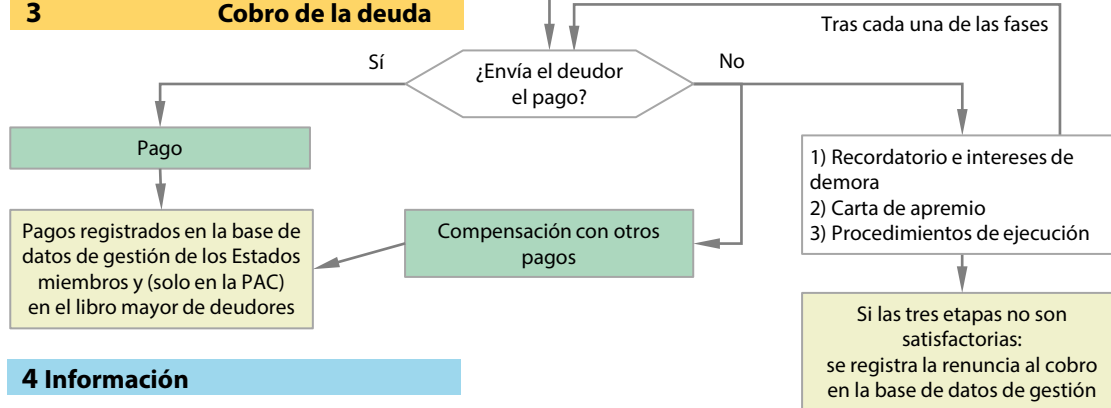 3 Cobro de la deuda
Tras cada una de las fases
Sí
¿Envía el deudor
el pago?
No
Pago
1) Recordatorio e intereses de
demora
2) Carta de apremio
3) Procedimientos de ejecución
Pagos registrados en la base de
datos de gestión de los Estados
miembros y (solo en la PAC)
en el libro mayor de deudores
Compensación con otros
pagos
Si las tres etapas no son
satisfactorias:
se registra la renuncia al cobro
en la base de datos de gestión
4 Información